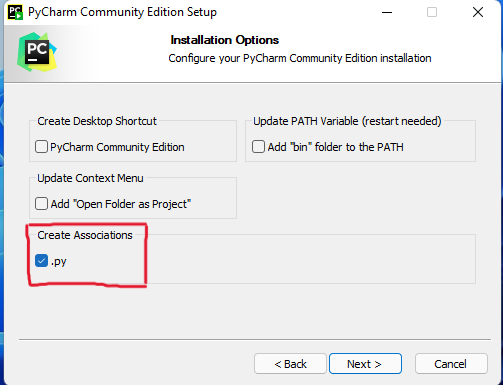 PyCharm Community Edition Setup
PC
Installation Options
Configure your PyCharm Community Edition installation
PC
Create Desktop Shortcut
PyCharm Community Edition
Update PATH Variable (restart needed)
Add "bin" folder to the PATH
Update Context Menu
Add "Open Folder as Project"
Create Associations
.py
< Back
Next >
Cancel